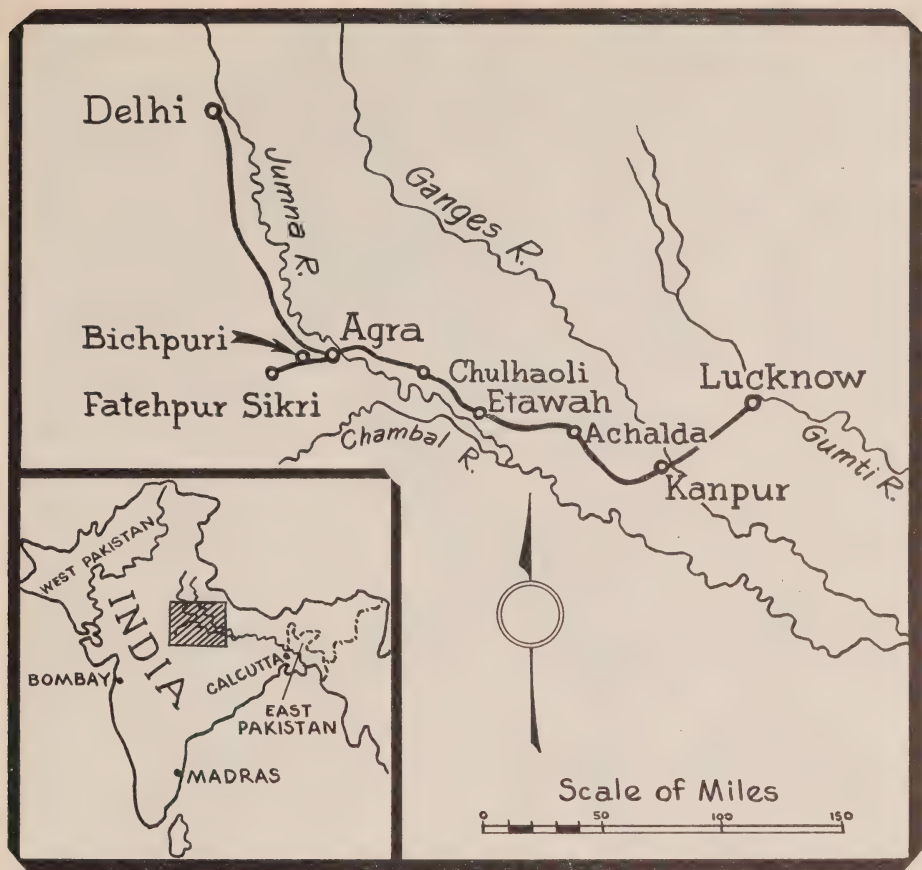 Delhi
Jumna R.
Ganges R.
Bichpuri
Agra
Fatehpur Sikri
Chulhaoli
Etawah
Lucknow
Achalda
Chambal R.
Gumti R.
Kanpur
WEST PAKISTAN
INDIA
BOMBAY
CALCUTTA
EAST
PAKISTAN
MADRAS
Scale of Miles
0 50 100 150